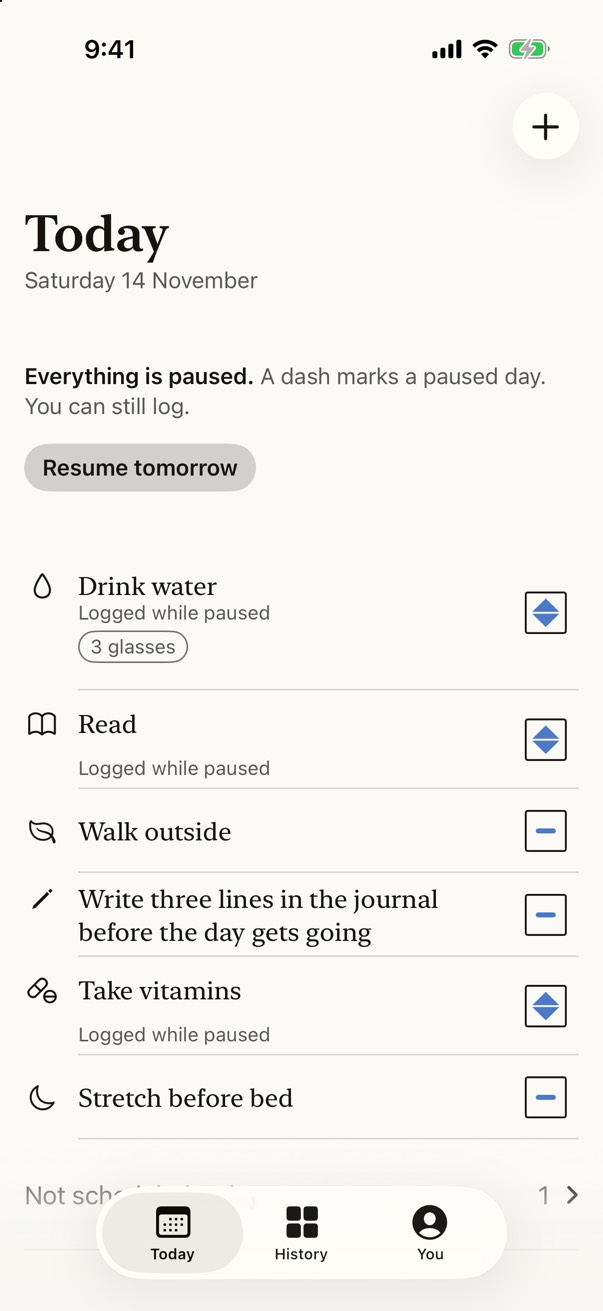 9:41
Today
Saturday 14 November
Everything is paused. A dash marks a paused day.
You can still log.
Resume tomorrow
Drink water
Logged while paused
3 glasses
Read
Logged while paused
Walk outside
Write three lines in the journal
before the day gets going
Take vitamins
Logged while paused
Stretch before bed
Not 1
Today History You